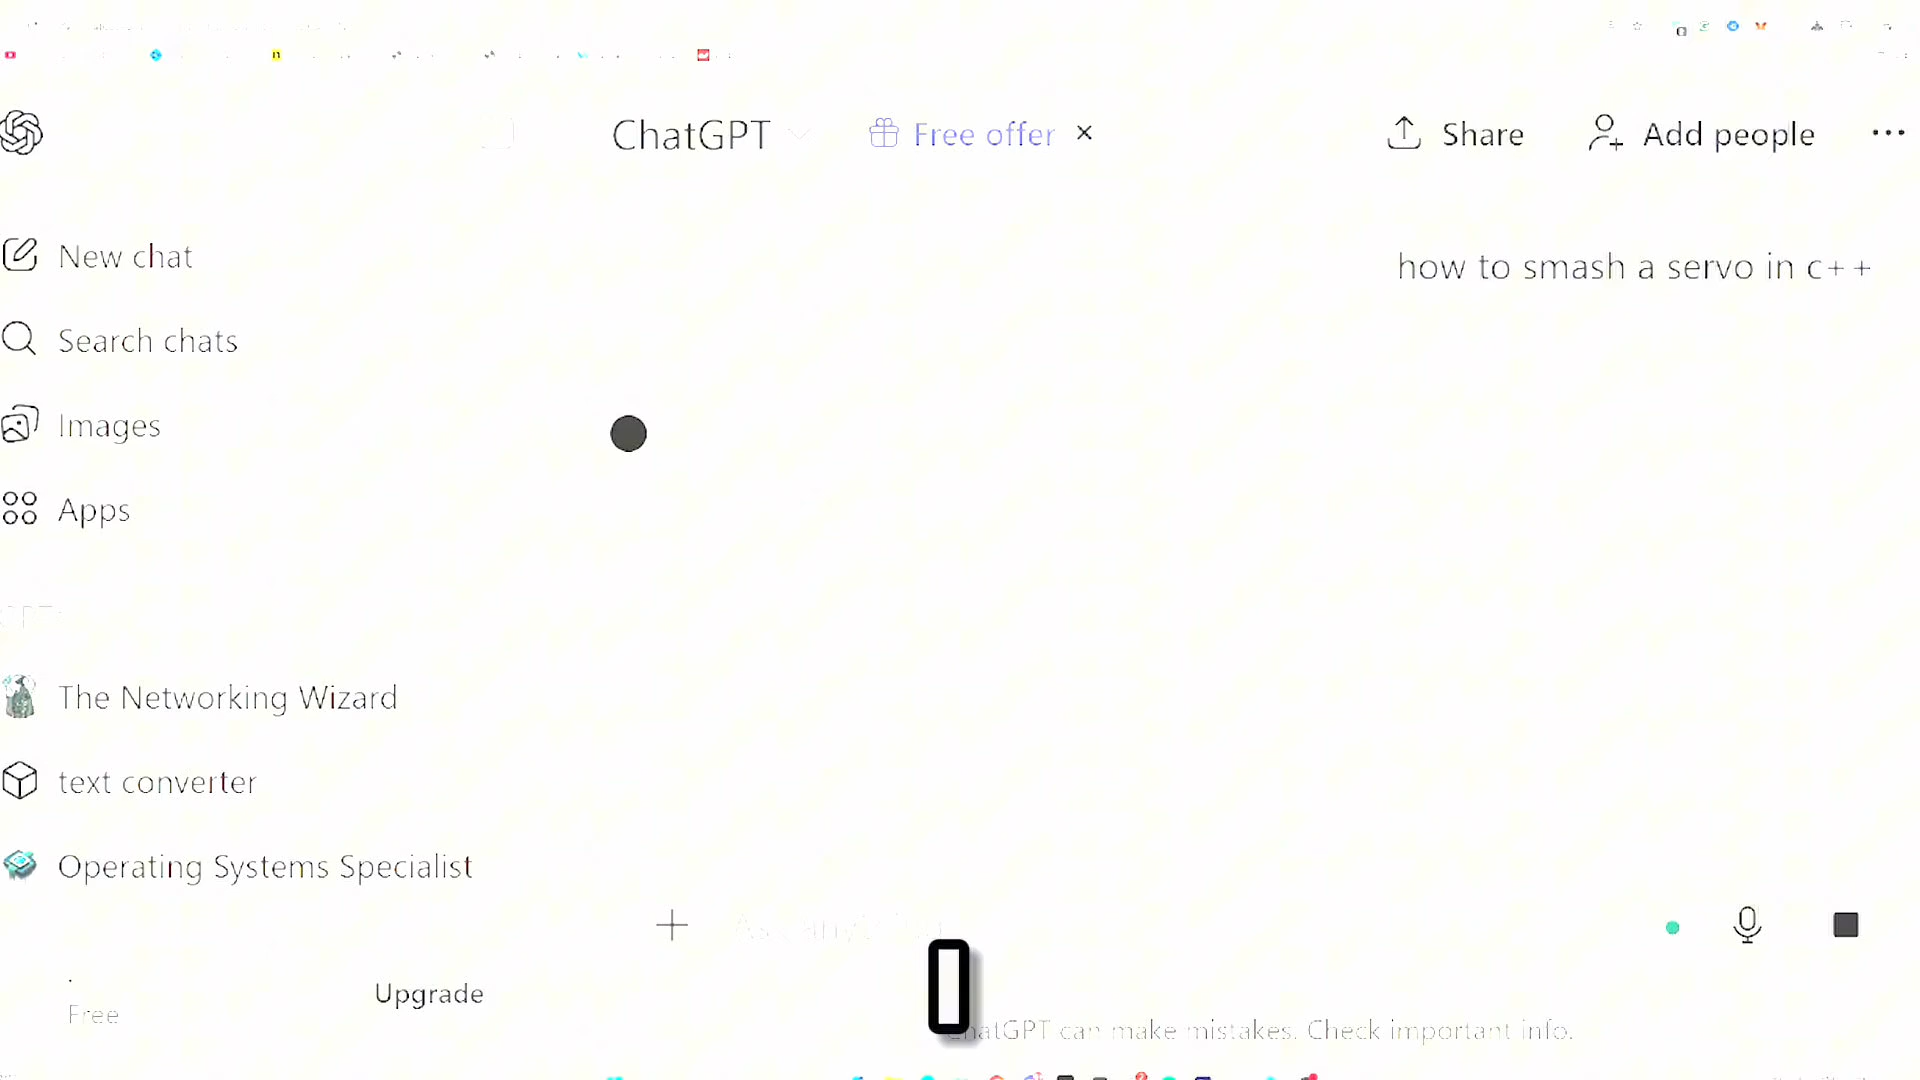 ChatGPT
Free offer
Share
Add people
how to smash a servo in c++
New chat
Search chats
Images
Apps
The Networking Wizard
text converter
Operating Systems Specialist
Upgrade
Free
I
ChatGPT can make mistakes. Check important info.